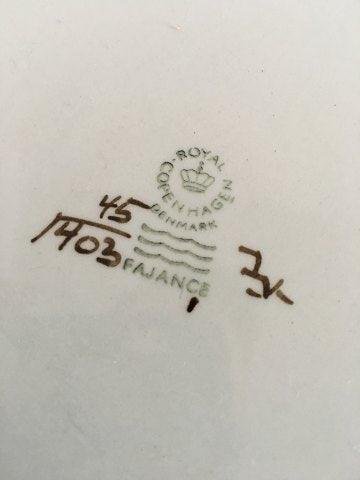 ROYAL
COPENHAGEN
DENMARK
45
1403
FAJANCE